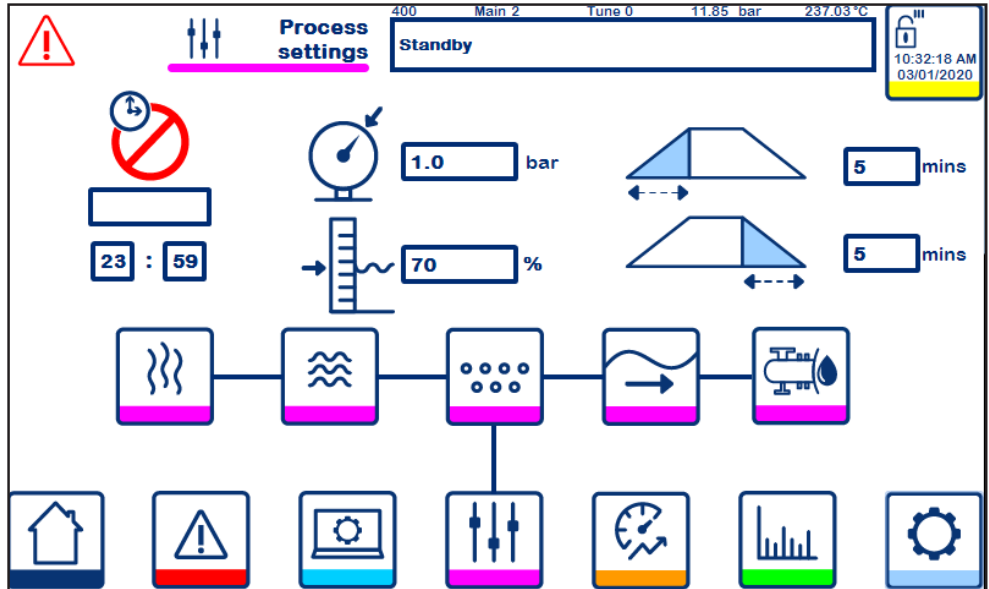 400 Main 2 Tune 0 11.85 bar 237.03 °C
Process
settings
Standby
10:32:18 AM
03/01/2020
1.0 bar
5 mins
23 : 59
70 %
5 mins